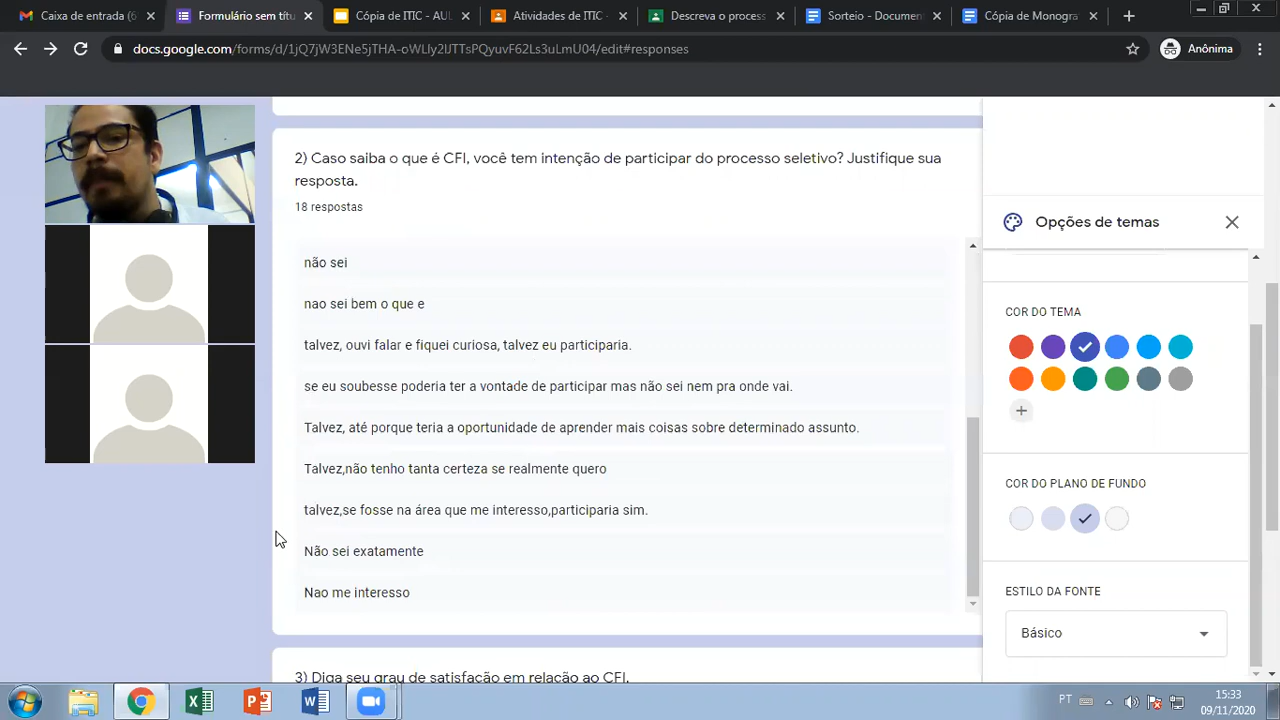 Caixa de entrada (6
Formulário sem títu
Cópia de ITIC - AUL
Atividades de ITIC -
Descreva o process
Sorteio - Documen
Cópia de Monogra
docs.google.com/forms/d/1jQ7jW3ENe5jTHA-oWLly2lJTTsPQyuvF62Ls3uLmU04/edit#responses
Anônima
2) Caso saiba o que é CFI, você tem intenção de participar do processo seletivo? Justifique sua
resposta.
18 respostas
não sei
nao sei bem o que e
talvez, ouvi falar e fiquei curiosa, talvez eu participaria.
se eu soubesse poderia ter a vontade de participar mas não sei nem pra onde vai.
Talvez, até porque teria a oportunidade de aprender mais coisas sobre determinado assunto.
Talvez,não tenho tanta certeza se realmente quero
talvez,se fosse na área que me interesso,participaria sim.
Não sei exatamente
Nao me interesso
3) Diga seu grau de satisfação em relação ao CFI.
Opções de temas
COR DO TEMA
COR DO PLANO DE FUNDO
ESTILO DA FONTE
Básico
PT
15:33
09/11/2020